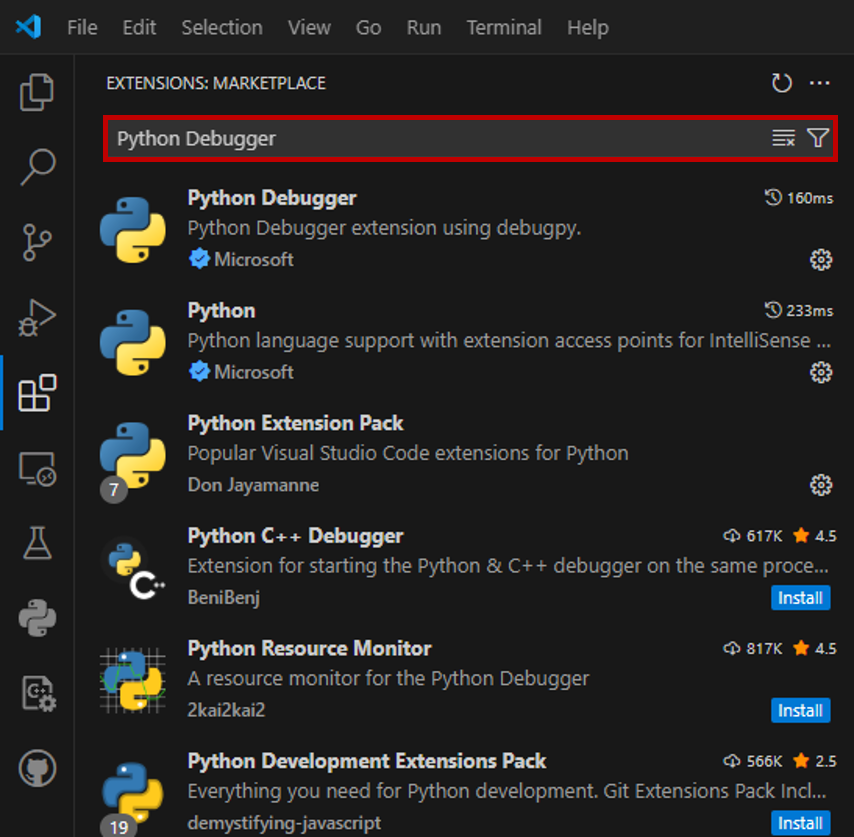 File Edit Selection View Go Run Terminal Help
EXTENSIONS: MARKETPLACE
Python Debugger
Python Debugger 160ms
Python Debugger extension using debugpy.
Microsoft
Python 233ms
Python language support with extension access points for IntelliSense ...
Microsoft
Python Extension Pack
Popular Visual Studio Code extensions for Python
7 Don Jayamanne
Python C++ Debugger 617K 4.5
Extension for starting the Python & C++ debugger on the same proce...
C++
BeniBenj Install
Python Resource Monitor 817K 4.5
A resource monitor for the Python Debugger
2kai2kai2 Install
Python Development Extensions Pack 566K 2.5
Everything you need for Python development. Git Extensions Pack Incl...
19 demystifying-javascript Install